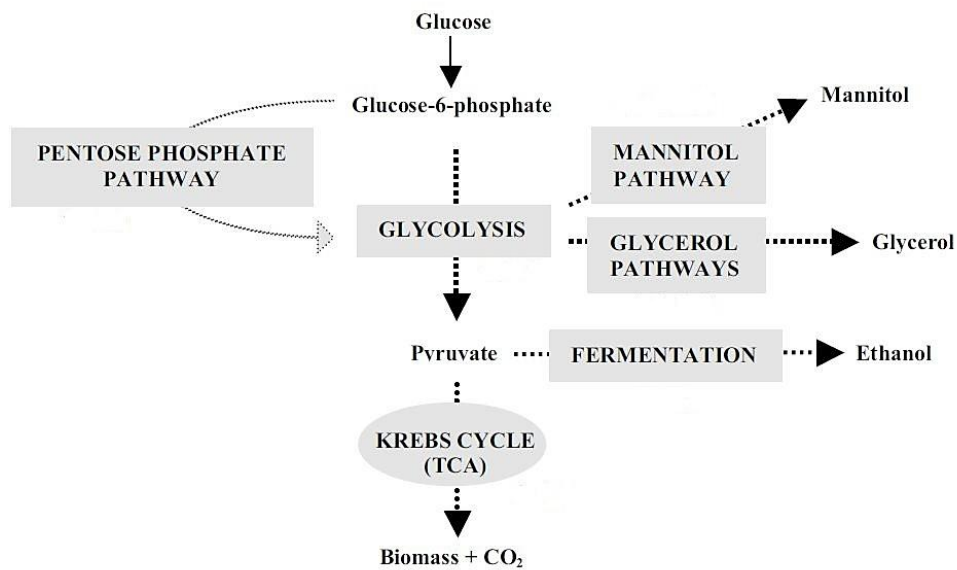 Glucose
Glucose-6-phosphate
Mannitol
PENTOSE PHOSPHATE
PATHWAY
MANNITOL
PATHWAY
GLYCOLYSIS
GLYCEROL
PATHWAYS
Glycerol
Pyruvate
FERMENTATION
Ethanol
KREBS CYCLE
(TCA)
Biomass + CO₂